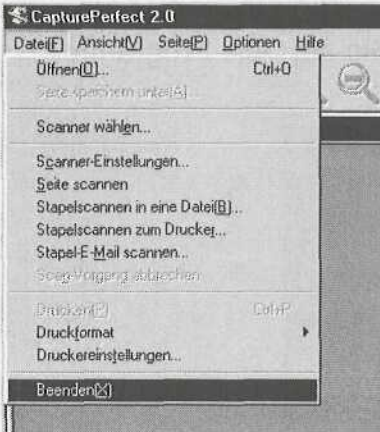 CapturePerfect 2.0
Datei(F) Ansicht(V) Seite(P) Optionen Hilfe
Öffnen(O)... Ctrl+O
Seite speichern unter(A)...
Scanner wählen...
Scanner-Einstellungen...
Seite scannen
Stapelscannen in eine Datei(B)...
Stapelscannen zum Drucker...
Stapel-E-Mail scannen...
Scan-Vorgang abbrechen
Drucken(P) Ctrl+P
Druckformat
Druckereinstellungen...
Beenden(X)